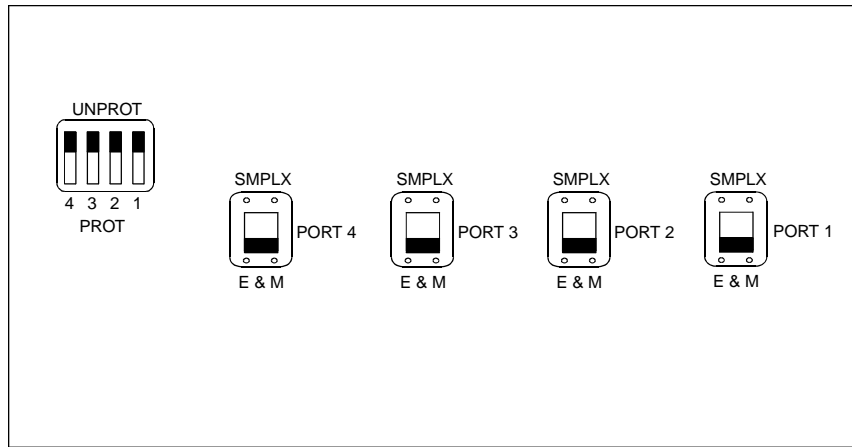 UNPROT
4 3 2 1
PROT
SMPLX
PORT 4
E & M
SMPLX
PORT 3
E & M
SMPLX
PORT 2
E & M
SMPLX
PORT 1
E & M